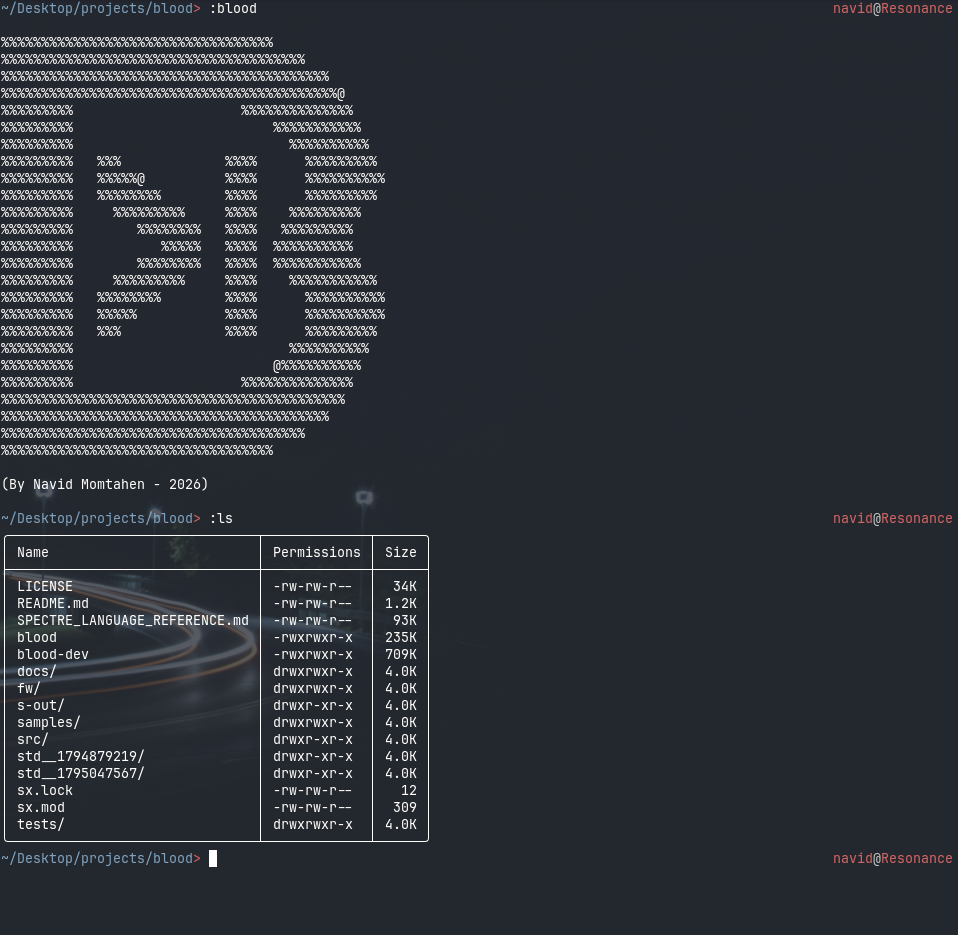 ~/Desktop/projects/blood> :blood navid@Resonance
%%%%%%%%%%%%%%%%%%%%%%%%%%%%%%%%%%
%%%%%%%%%%%%%%%%%%%%%%%%%%%%%%%%%%%%%%
%%%%%%%%%%%%%%%%%%%%%%%%%%%%%%%%%%%%%%%%%
%%%%%%%%%%%%%%%%%%%%%%%%%%%%%%%%%%%%%%%%%%@
%%%%%%%%%                     %%%%%%%%%%%%%%
%%%%%%%%%                         %%%%%%%%%%%
%%%%%%%%%                           %%%%%%%%%%
%%%%%%%%%   %%%             %%%%      %%%%%%%%%
%%%%%%%%%   %%%%%@          %%%%      %%%%%%%%%%
%%%%%%%%%   %%%%%%%%        %%%%      %%%%%%%%%
%%%%%%%%%     %%%%%%%%%     %%%%    %%%%%%%%%
%%%%%%%%%        %%%%%%%%   %%%%   %%%%%%%%%
%%%%%%%%%           %%%%%   %%%%  %%%%%%%%%%
%%%%%%%%%        %%%%%%%%   %%%%  %%%%%%%%%%%
%%%%%%%%%     %%%%%%%%%     %%%%    %%%%%%%%%%%
%%%%%%%%%   %%%%%%%%        %%%%      %%%%%%%%%%
%%%%%%%%%   %%%%%           %%%%      %%%%%%%%%%
%%%%%%%%%   %%%             %%%%      %%%%%%%%%
%%%%%%%%%                           %%%%%%%%%%
%%%%%%%%%                         @%%%%%%%%%%
%%%%%%%%%                     %%%%%%%%%%%%%%
%%%%%%%%%%%%%%%%%%%%%%%%%%%%%%%%%%%%%%%%%%%
%%%%%%%%%%%%%%%%%%%%%%%%%%%%%%%%%%%%%%%%%
%%%%%%%%%%%%%%%%%%%%%%%%%%%%%%%%%%%%%%
%%%%%%%%%%%%%%%%%%%%%%%%%%%%%%%%%%
(By Navid Momtahen - 2026)
~/Desktop/projects/blood> :ls navid@Resonance
Name Permissions Size
LICENSE -rw-rw-r-- 34K
README.md -rw-rw-r-- 1.2K
SPECTRE_LANGUAGE_REFERENCE.md -rw-rw-r-- 93K
blood -rwxrwxr-x 235K
blood-dev -rwxrwxr-x 709K
docs/ drwxrwxr-x 4.0K
fw/ drwxrwxr-x 4.0K
s-out/ drwxr-xr-x 4.0K
samples/ drwxrwxr-x 4.0K
src/ drwxr-xr-x 4.0K
std__1794879219/ drwxr-xr-x 4.0K
std__1795047567/ drwxr-xr-x 4.0K
sx.lock -rw-rw-r-- 12
sx.mod -rw-rw-r-- 309
tests/ drwxrwxr-x 4.0K
~/Desktop/projects/blood> navid@Resonance